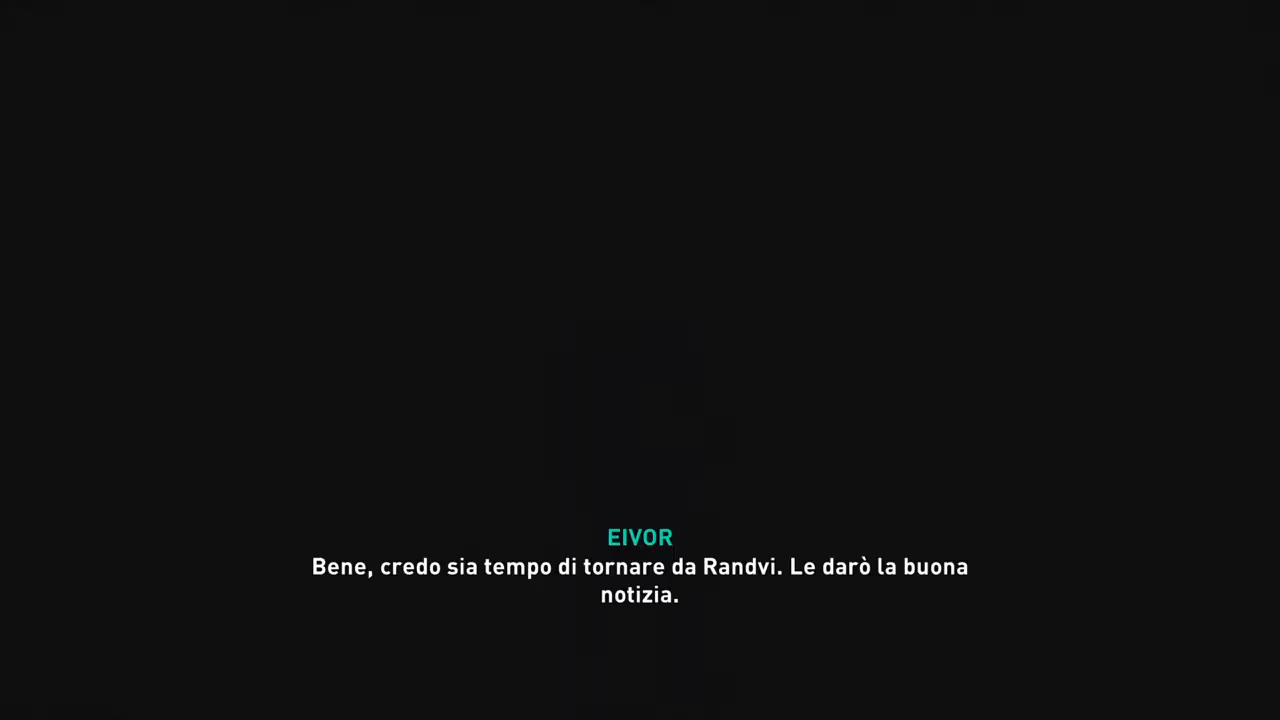 EIVOR
Bene, credo sia tempo di tornare da Randvi. Le darò la buona
notizia.